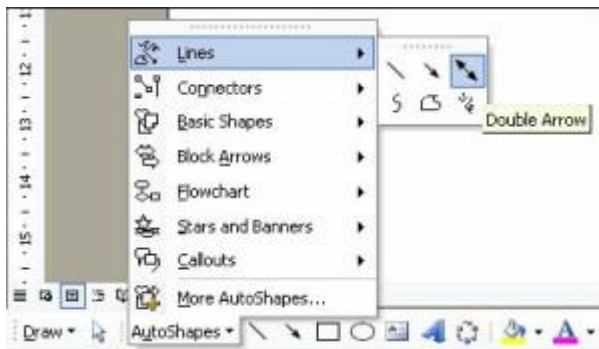 Lines
Connectors
Basic Shapes
Block Arrows
Flowchart
Stars and Banners
Callouts
More AutoShapes...
Double Arrow
12
13
14
15
Draw
AutoShapes
A